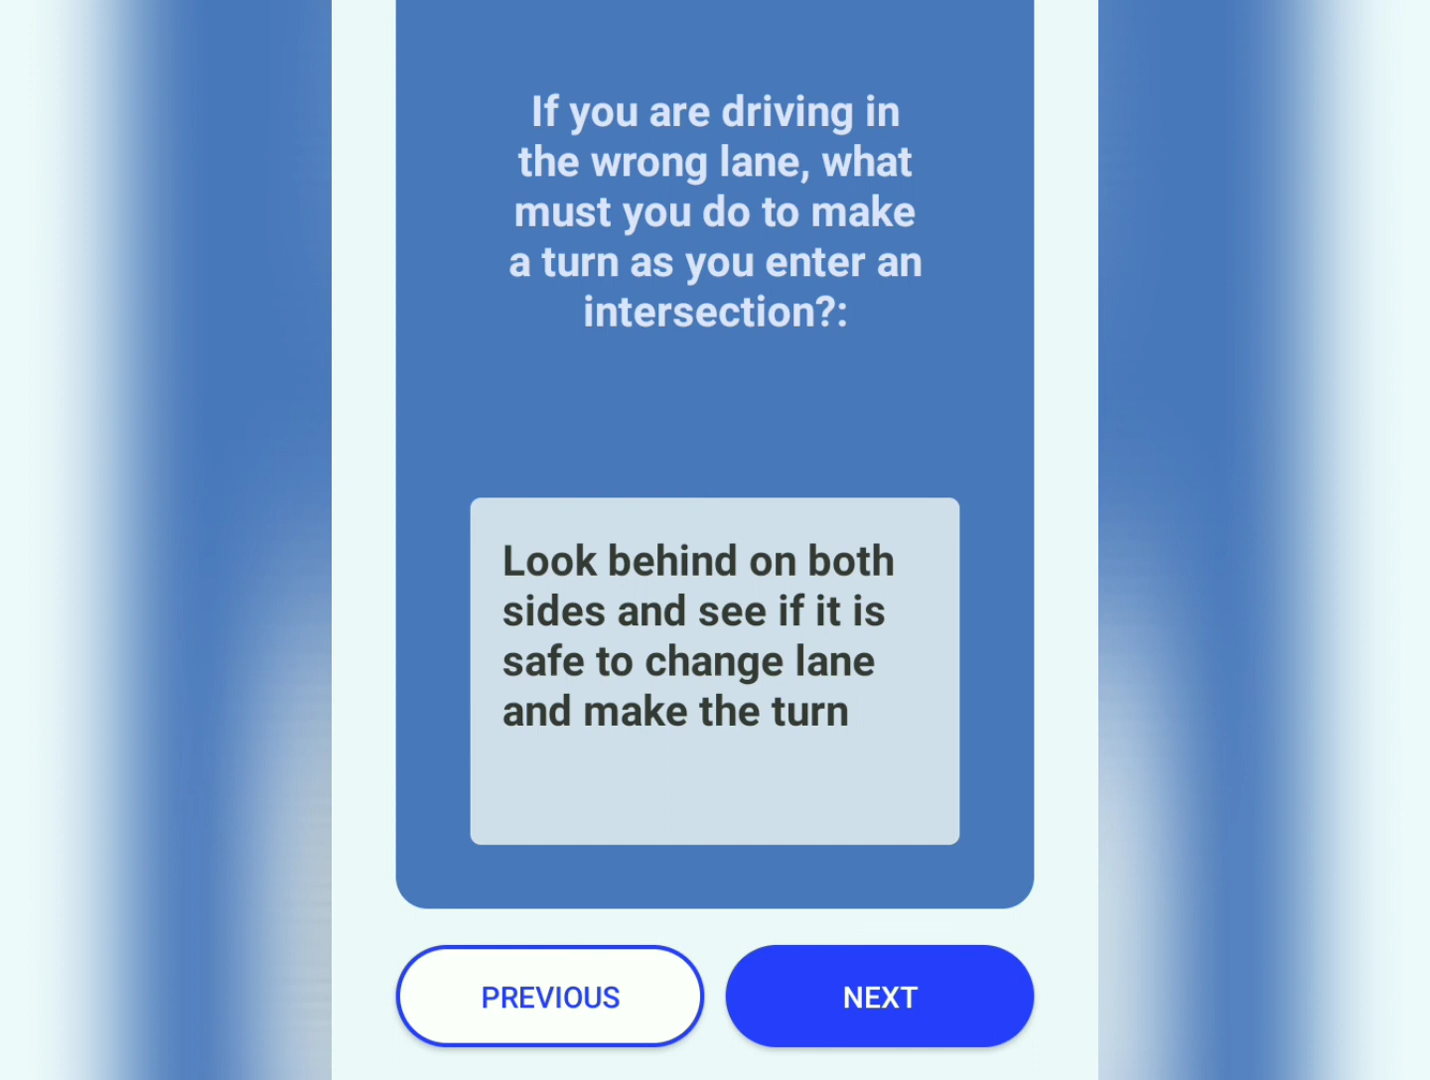 If you are driving in
the wrong lane, what
must you do to make
a turn as you enter an
intersection?:
Look behind on both
sides and see if it is
safe to change lane
and make the turn
PREVIOUS
NEXT